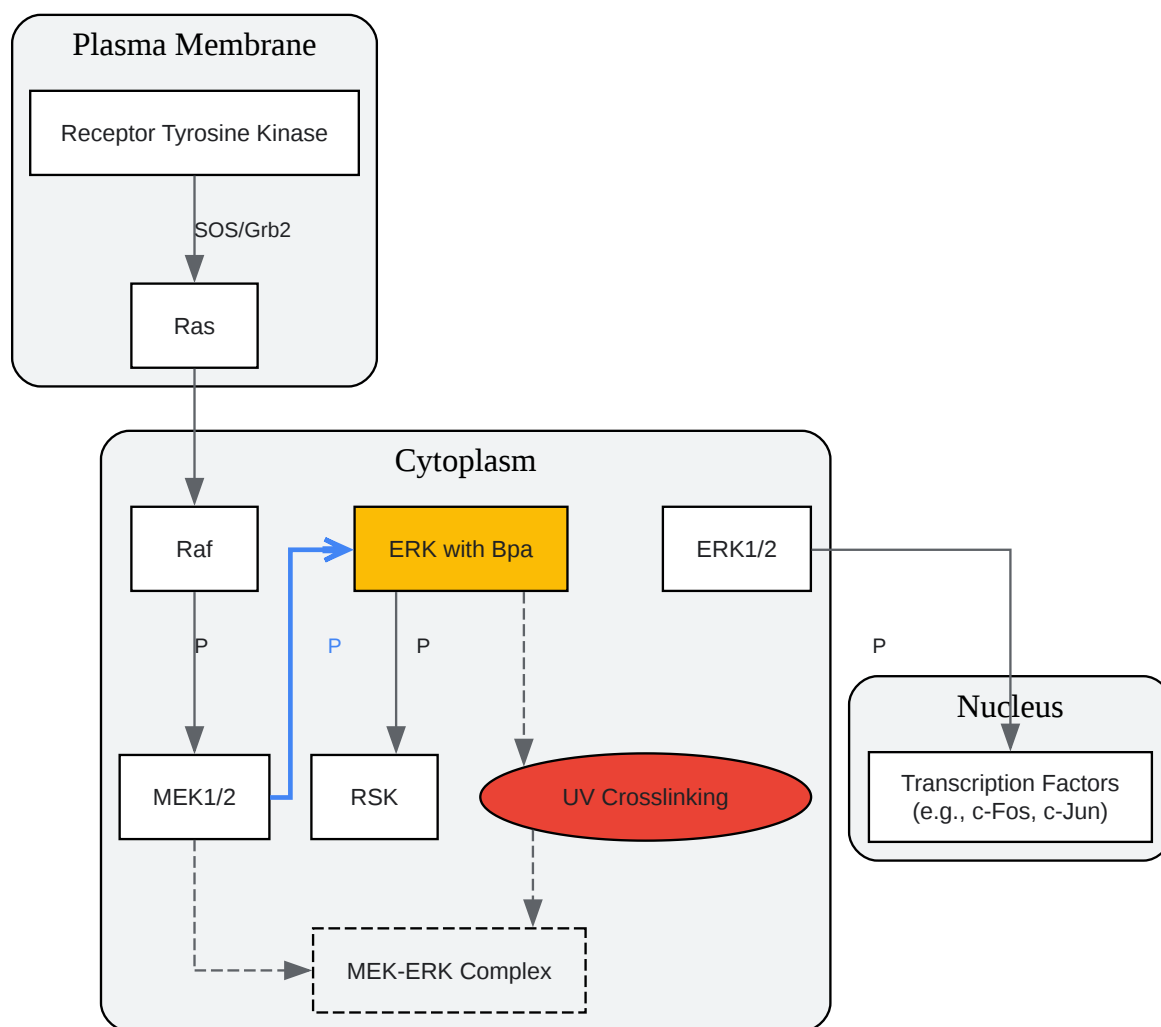 Plasma Membrane
Receptor Tyrosine Kinase
SOS/Grb2
Ras
Cytoplasm
Raf
ERK with Bpa
ERK1/2
P
P
P
P
Nucleus
MEK1/2
RSK
UV Crosslinking
Transcription Factors
(e.g., c-Fos, c-Jun)
MEK-ERK Complex